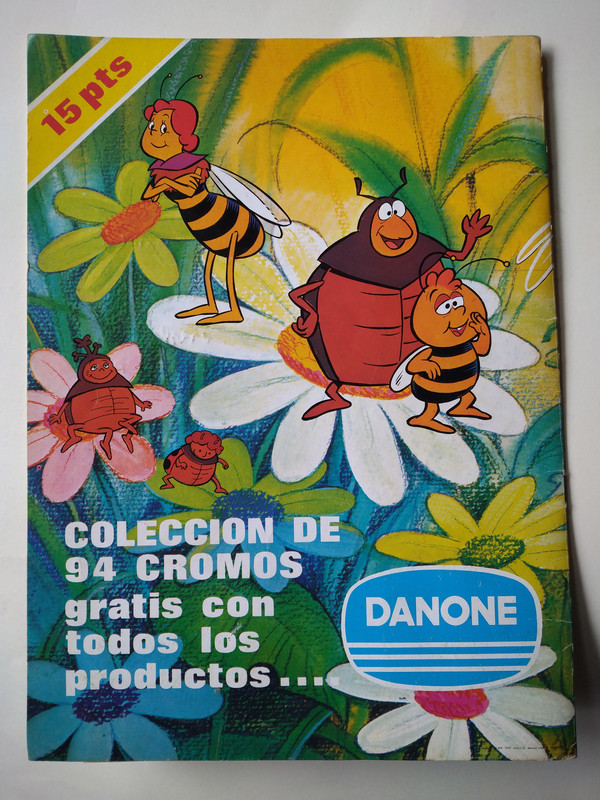 15 pts
COLECCION DE
94 CROMOS
gratis con
todos los
productos....
DANONE